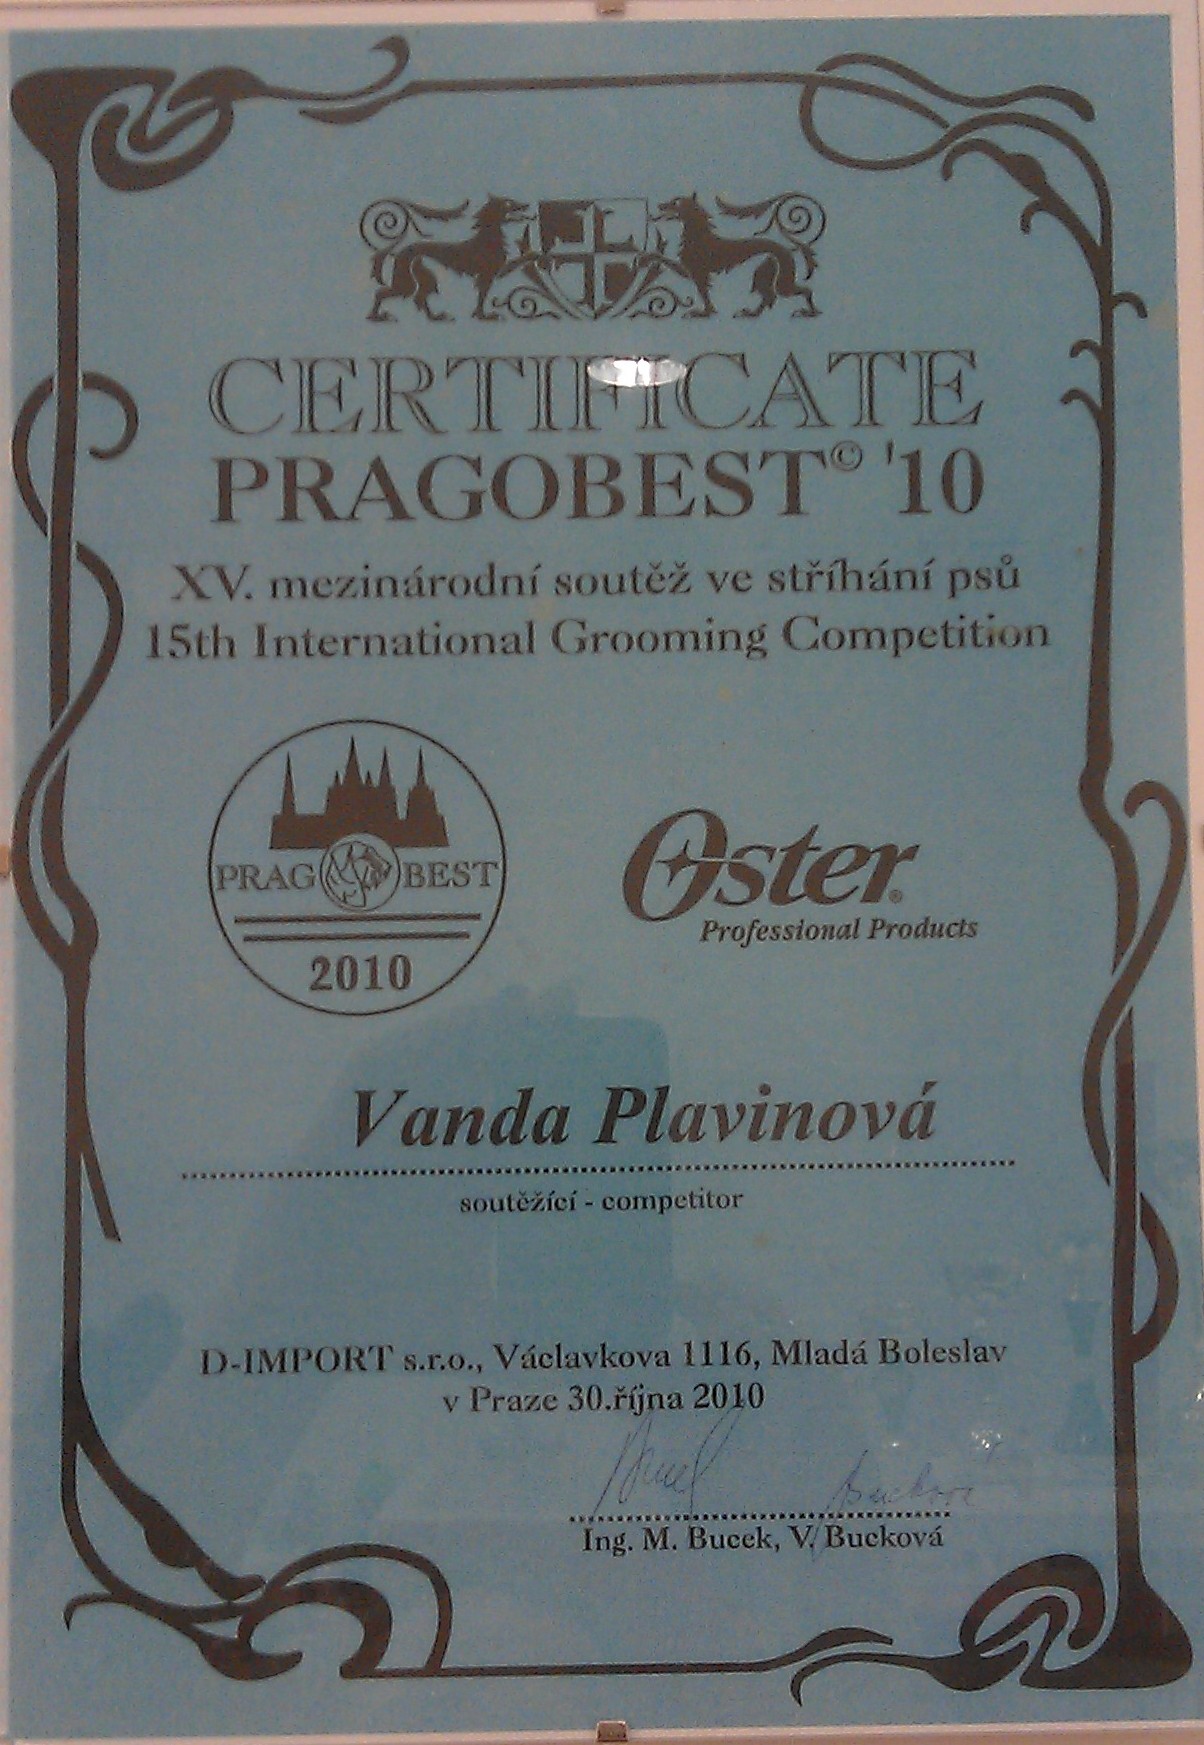 CERTIFICATE
PRAGOBEST© '10
XV. mezinárodní soutěž ve stříhání psů
15th International Grooming Competition
PRAG BEST
2010
Oster®
Professional Products
Vanda Plavinová
soutěžící - competitor
D-IMPORT s.r.o., Václavkova 1116, Mladá Boleslav
v Praze 30.října 2010
Bucková
Ing. M. Bucek, V. Bucková